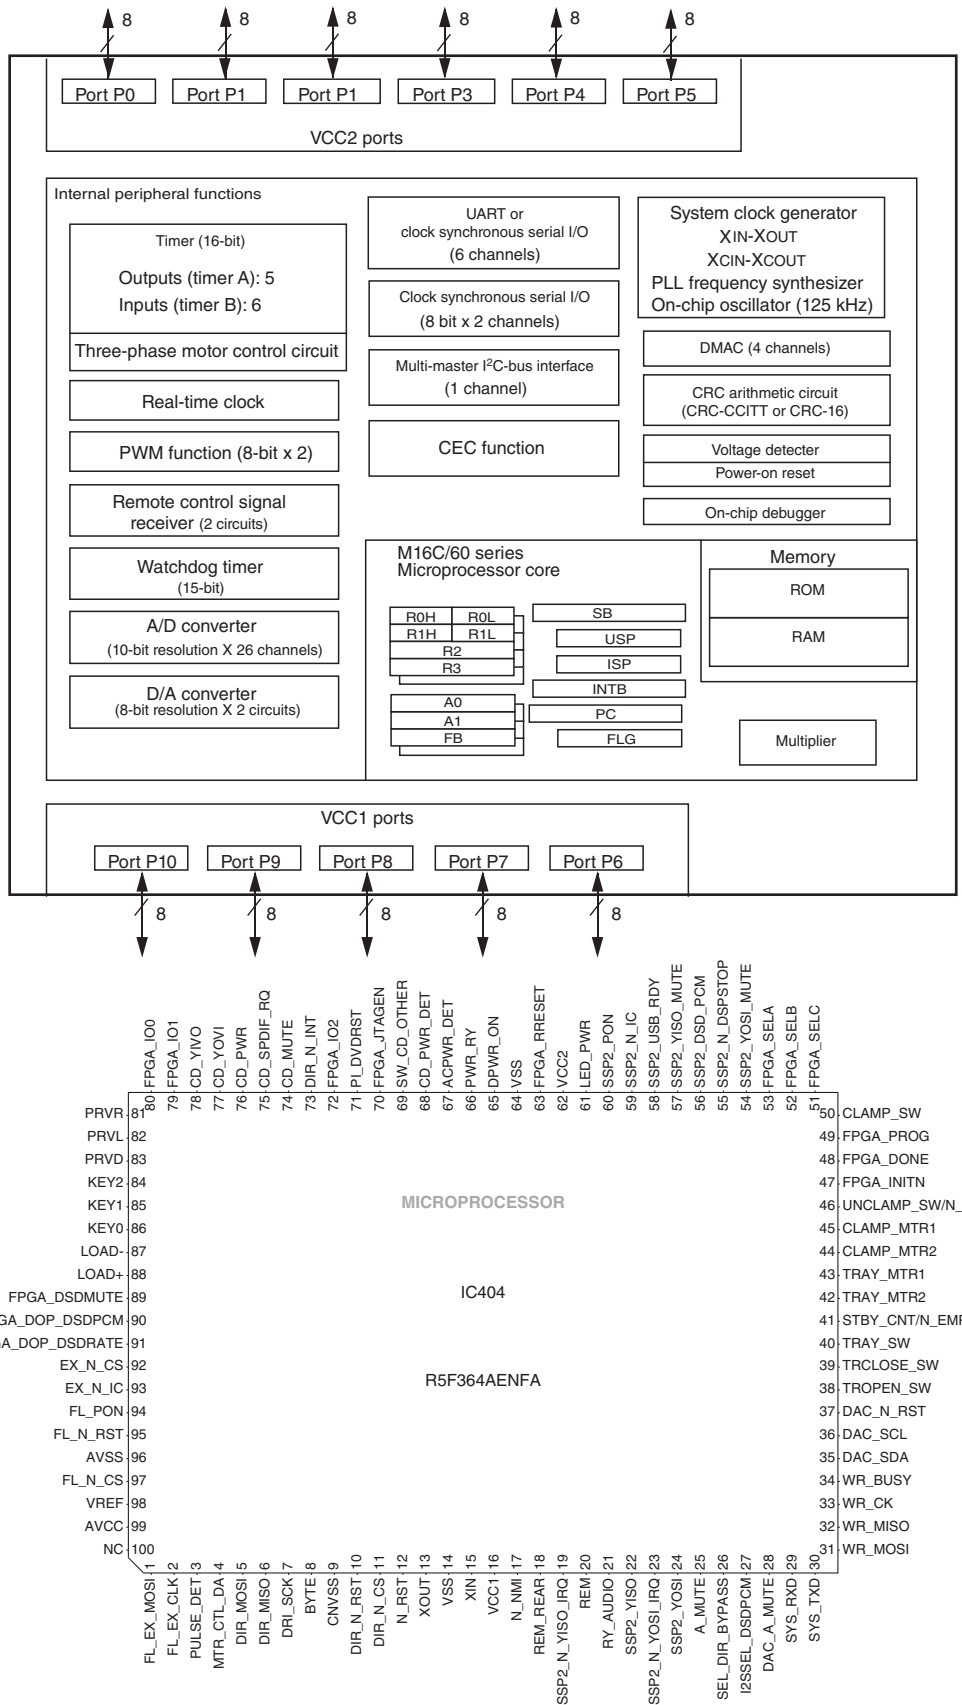 8 8 8 8 8 8
Port P0 Port P1 Port P1 Port P3 Port P4 Port P5
VCC2 ports
Internal peripheral functions
Timer (16-bit)
Outputs (timer A): 5
Inputs (timer B): 6
Three-phase motor control circuit
Real-time clock
PWM function (8-bit x 2)
Remote control signal
receiver (2 circuits)
Watchdog timer
(15-bit)
A/D converter
(10-bit resolution X 26 channels)
D/A converter
(8-bit resolution X 2 circuits)
UART or
clock synchronous serial I/O
(6 channels)
Clock synchronous serial I/O
(8 bit x 2 channels)
Multi-master I²C-bus interface
(1 channel)
CEC function
System clock generator
XIN-XOUT
XCIN-XCOUT
PLL frequency synthesizer
On-chip oscillator (125 kHz)
DMAC (4 channels)
CRC arithmetic circuit
(CRC-CCITT or CRC-16)
Voltage detecter
Power-on reset
On-chip debugger
M16C/60 series
Microprocessor core
R0H R0L
R1H R1L
R2
R3
A0
A1
FB
SB
USP
ISP
INTB
PC
FLG
Memory
ROM
RAM
Multiplier
VCC1 ports
Port P10 Port P9 Port P8 Port P7 Port P6
8 8 8 8 8
80 FPGA_IO0
79 FPGA_IO1
78 CD_YIVO
77 CD_YOVI
76 CD_PWR
75 CD_SPDIF_RQ
74 CD_MUTE
73 DIR_N_INT
72 FPGA_IO2
71 PI_DVDRST
70 FPGA_JTAGEN
69 SW_CD_OTHER
68 CD_PWR_DET
67 ACPWR_DET
66 PWR_RY
65 DPWR_ON
64 VSS
63 FPGA_RRESET
62 VCC2
61 LED_PWR
60 SSP2_PON
59 SSP2_N_IC
58 SSP2_USB_RDY
57 SSP2_YISO_MUTE
56 SSP2_DSD_PCM
55 SSP2_N_DSPSTOP
54 SSP2_YOSI_MUTE
53 FPGA_SELA
52 FPGA_SELB
51 FPGA_SELC
PRVR 81
PRVL 82
PRVD 83
KEY2 84
KEY1 85
KEY0 86
LOAD- 87
LOAD+ 88
FPGA_DSDMUTE 89
GA_DOP_DSDPCM 90
A_DOP_DSDRATE 91
EX_N_CS 92
EX_N_IC 93
FL_PON 94
FL_N_RST 95
AVSS 96
FL_N_CS 97
VREF 98
AVCC 99
NC 100
MICROPROCESSOR
IC404
R5F364AENFA
50 CLAMP_SW
49 FPGA_PROG
48 FPGA_DONE
47 FPGA_INITN
46 UNCLAMP_SW/N_
45 CLAMP_MTR1
44 CLAMP_MTR2
43 TRAY_MTR1
42 TRAY_MTR2
41 STBY_CNT/N_EMP
40 TRAY_SW
39 TRCLOSE_SW
38 TROPEN_SW
37 DAC_N_RST
36 DAC_SCL
35 DAC_SDA
34 WR_BUSY
33 WR_CK
32 WR_MISO
31 WR_MOSI
FL_EX_MOSI 1
FL_EX_CLK 2
PULSE_DET 3
MTR_CTL_DA 4
DIR_MOSI 5
DIR_MISO 6
DRI_SCK 7
BYTE 8
CNVSS 9
DIR_N_RST 10
DIR_N_CS 11
N_RST 12
XOUT 13
VSS 14
XIN 15
VCC1 16
N_NMI 17
REM_REAR 18
SSP2_N_YISO_IRQ 19
REM 20
RY_AUDIO 21
SSP2_YISO 22
SSP2_N_YOSI_IRQ 23
SSP2_YOSI 24
A_MUTE 25
SEL_DIR_BYPASS 26
I2SSEL_DSDPCM 27
DAC_A_MUTE 28
SYS_RXD 29
SYS_TXD 30